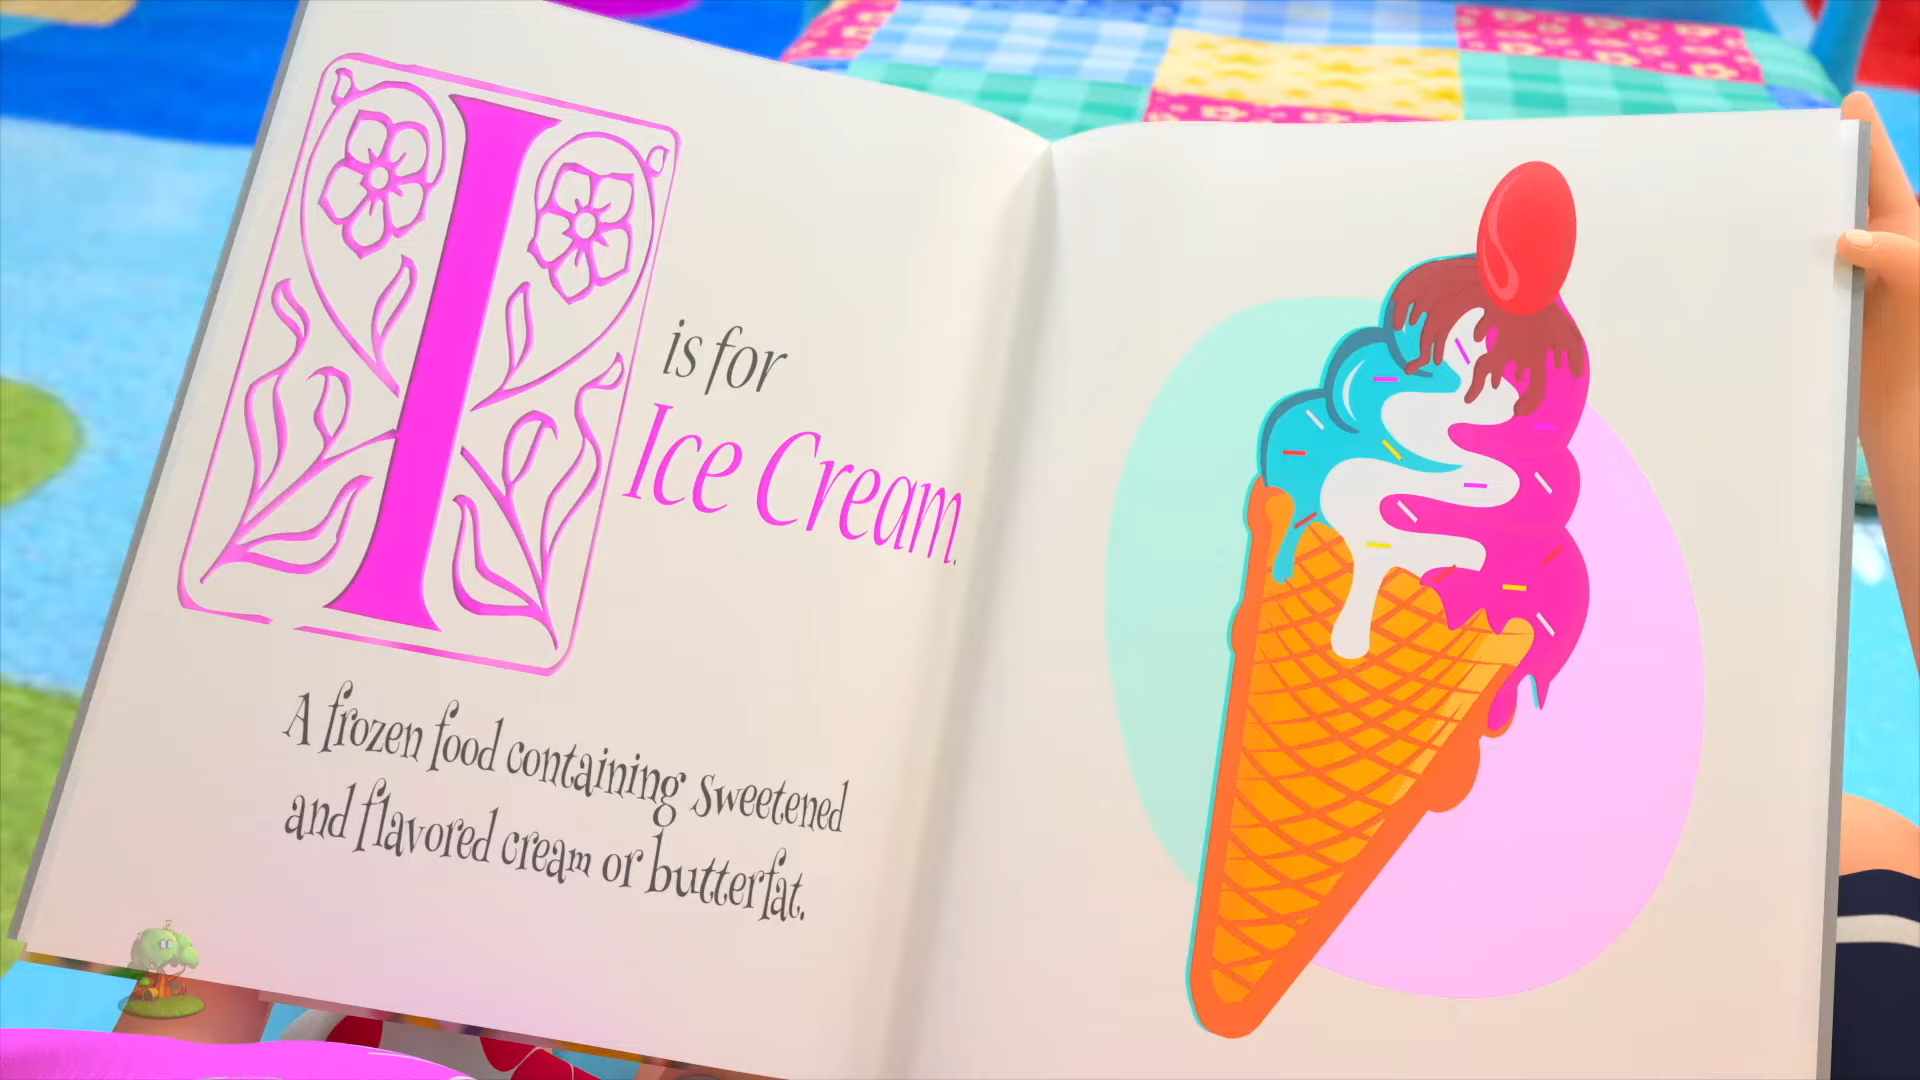 I
is for
Ice Cream.
A frozen food containing sweetened
and flavored cream or butterfat.